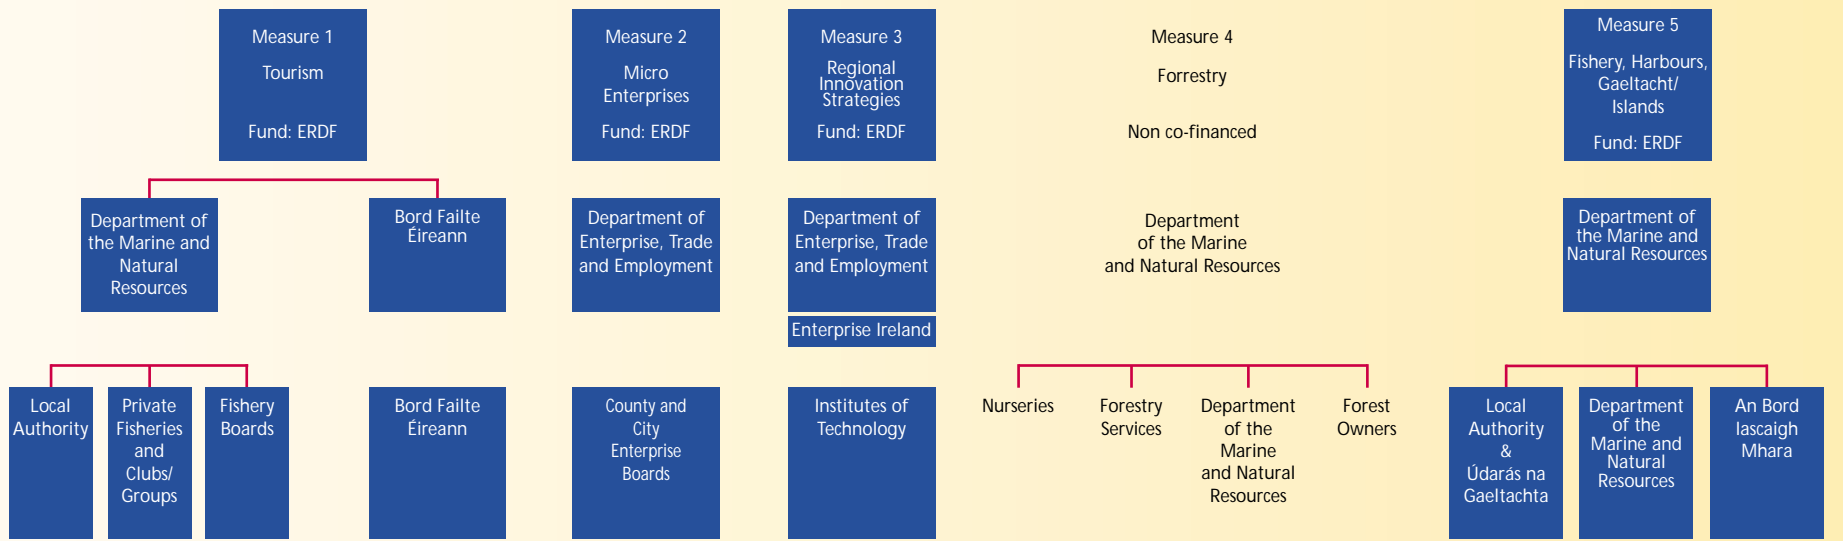 Measure 1
Tourism
Fund: ERDF
Measure 2
Micro
Enterprises
Fund: ERDF
Measure 3
Regional
Innovation
Strategies
Fund: ERDF
Measure 4
Forrestry
Non co-financed
Measure 5
Fishery, Harbours,
Gaeltacht/
Islands
Fund: ERDF
Department of
the Marine and
Natural
Resources
Bord Failte
Éireann
Department of
Enterprise, Trade
and Employment
Department of
Enterprise, Trade
and Employment
Enterprise Ireland
Department
of the Marine
and Natural Resources
Department of
the Marine and
Natural Resources
Local
Authority
Private
Fisheries
and
Clubs/
Groups
Fishery
Boards
Bord Failte
Éireann
County and
City
Enterprise
Boards
Institutes of
Technology
Nurseries
Forestry
Services
Department
of the
Marine
and Natural
Resources
Forest
Owners
Local
Authority
&
Údarás na
Gaeltachta
Department
of the
Marine and
Natural
Resources
An Bord
Iascaigh
Mhara